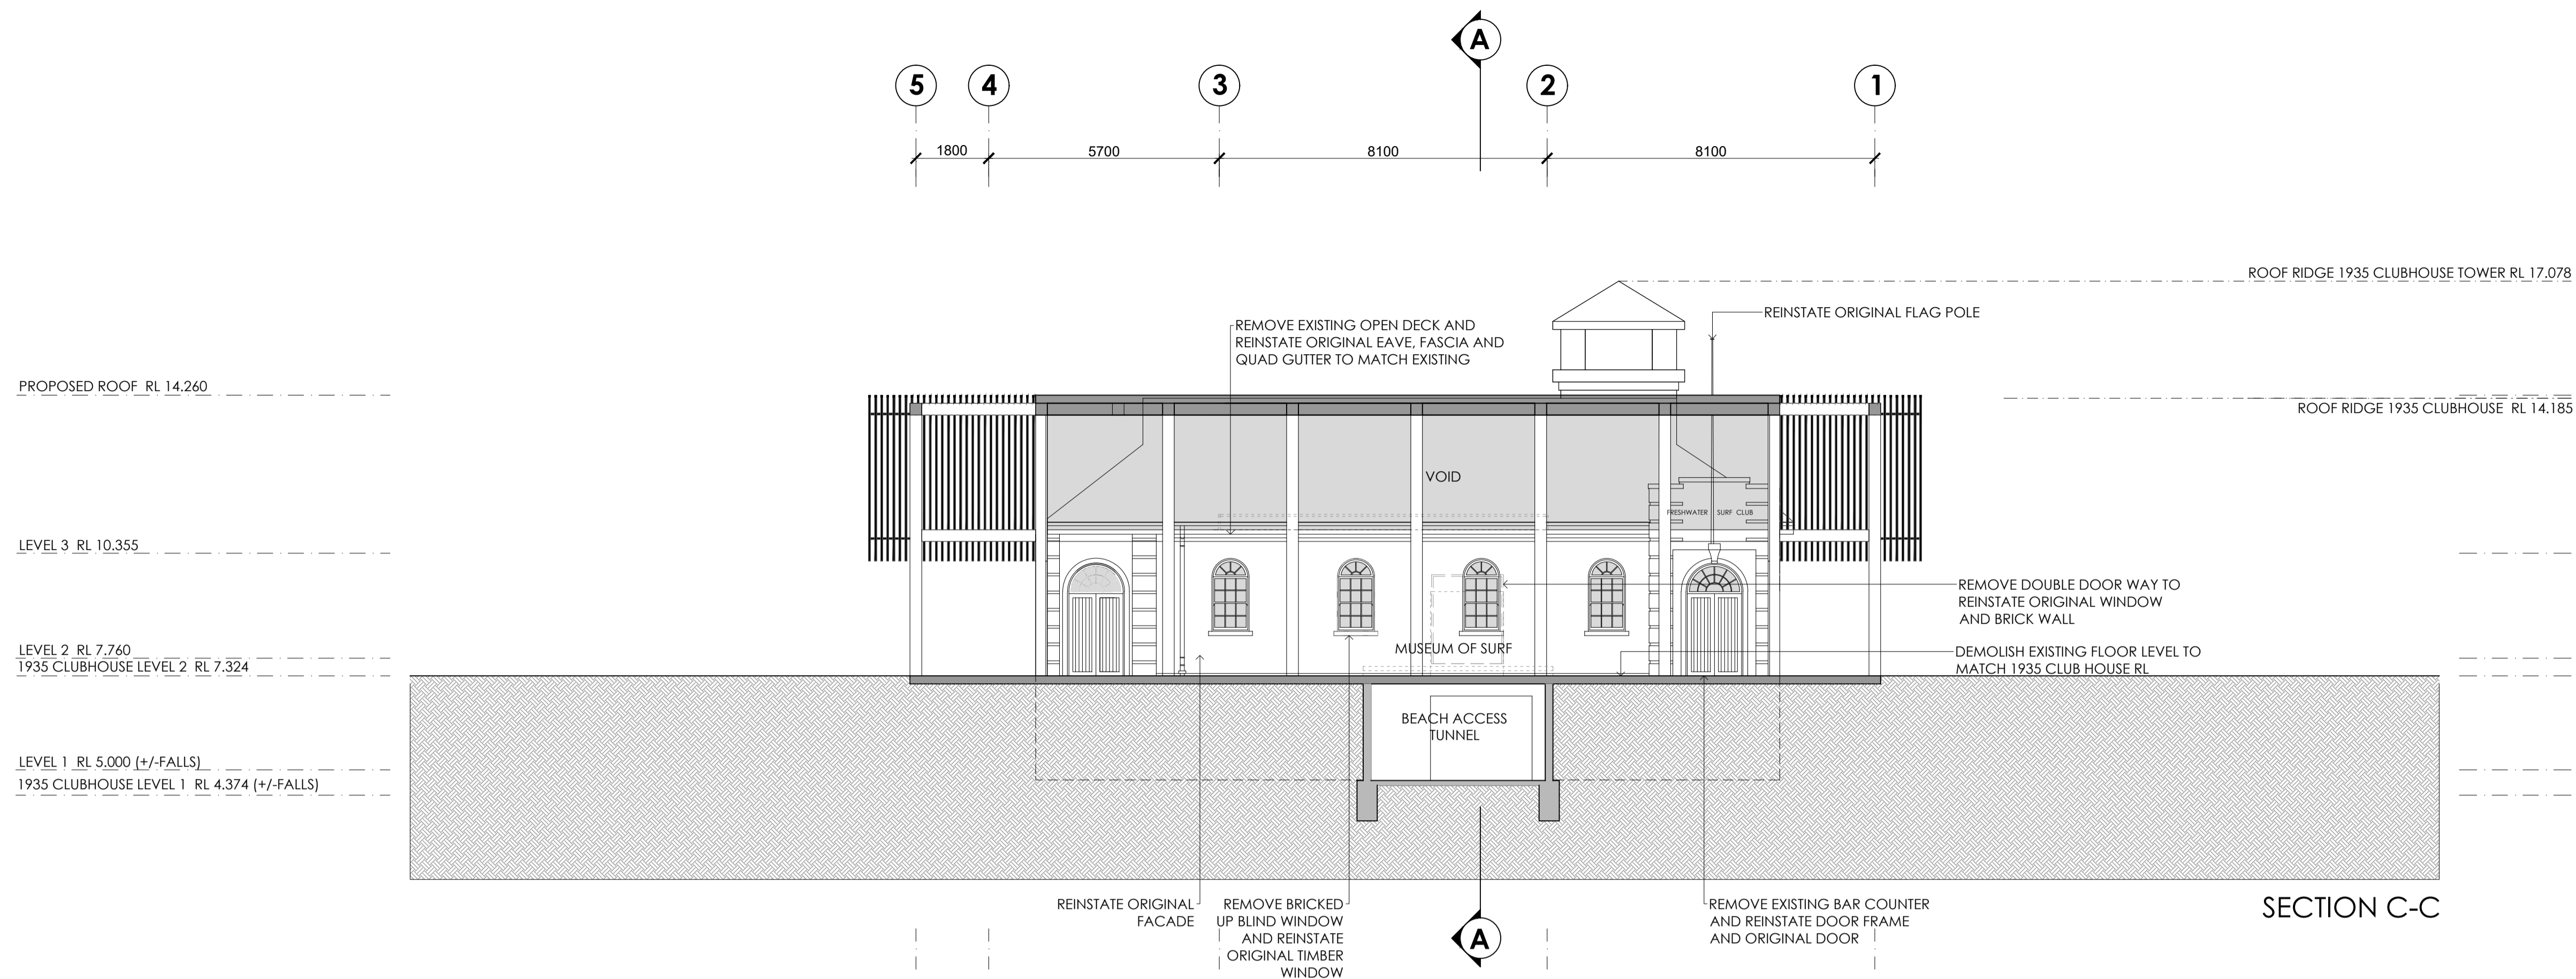 A
5 4 3 2 1
1800 5700 8100 8100
ROOF RIDGE 1935 CLUBHOUSE TOWER RL 17.078
REINSTATE ORIGINAL FLAG POLE
REMOVE EXISTING OPEN DECK AND
REINSTATE ORIGINAL EAVE, FASCIA AND
QUAD GUTTER TO MATCH EXISTING
PROPOSED ROOF RL 14.260
ROOF RIDGE 1935 CLUBHOUSE RL 14.185
VOID
FRESHWATER SURF CLUB
LEVEL 3 RL 10.355
REMOVE DOUBLE DOOR WAY TO
REINSTATE ORIGINAL WINDOW
AND BRICK WALL
LEVEL 2 RL 7.760
1935 CLUBHOUSE LEVEL 2 RL 7.324
MUSEUM OF SURF
DEMOLISH EXISTING FLOOR LEVEL TO
MATCH 1935 CLUB HOUSE RL
BEACH ACCESS
TUNNEL
LEVEL 1 RL 5.000 (+/-FALLS)
1935 CLUBHOUSE LEVEL 1 RL 4.374 (+/-FALLS)
REINSTATE ORIGINAL
FACADE
REMOVE BRICKED
UP BLIND WINDOW
AND REINSTATE
ORIGINAL TIMBER
WINDOW
A
REMOVE EXISTING BAR COUNTER
AND REINSTATE DOOR FRAME
AND ORIGINAL DOOR
SECTION C-C